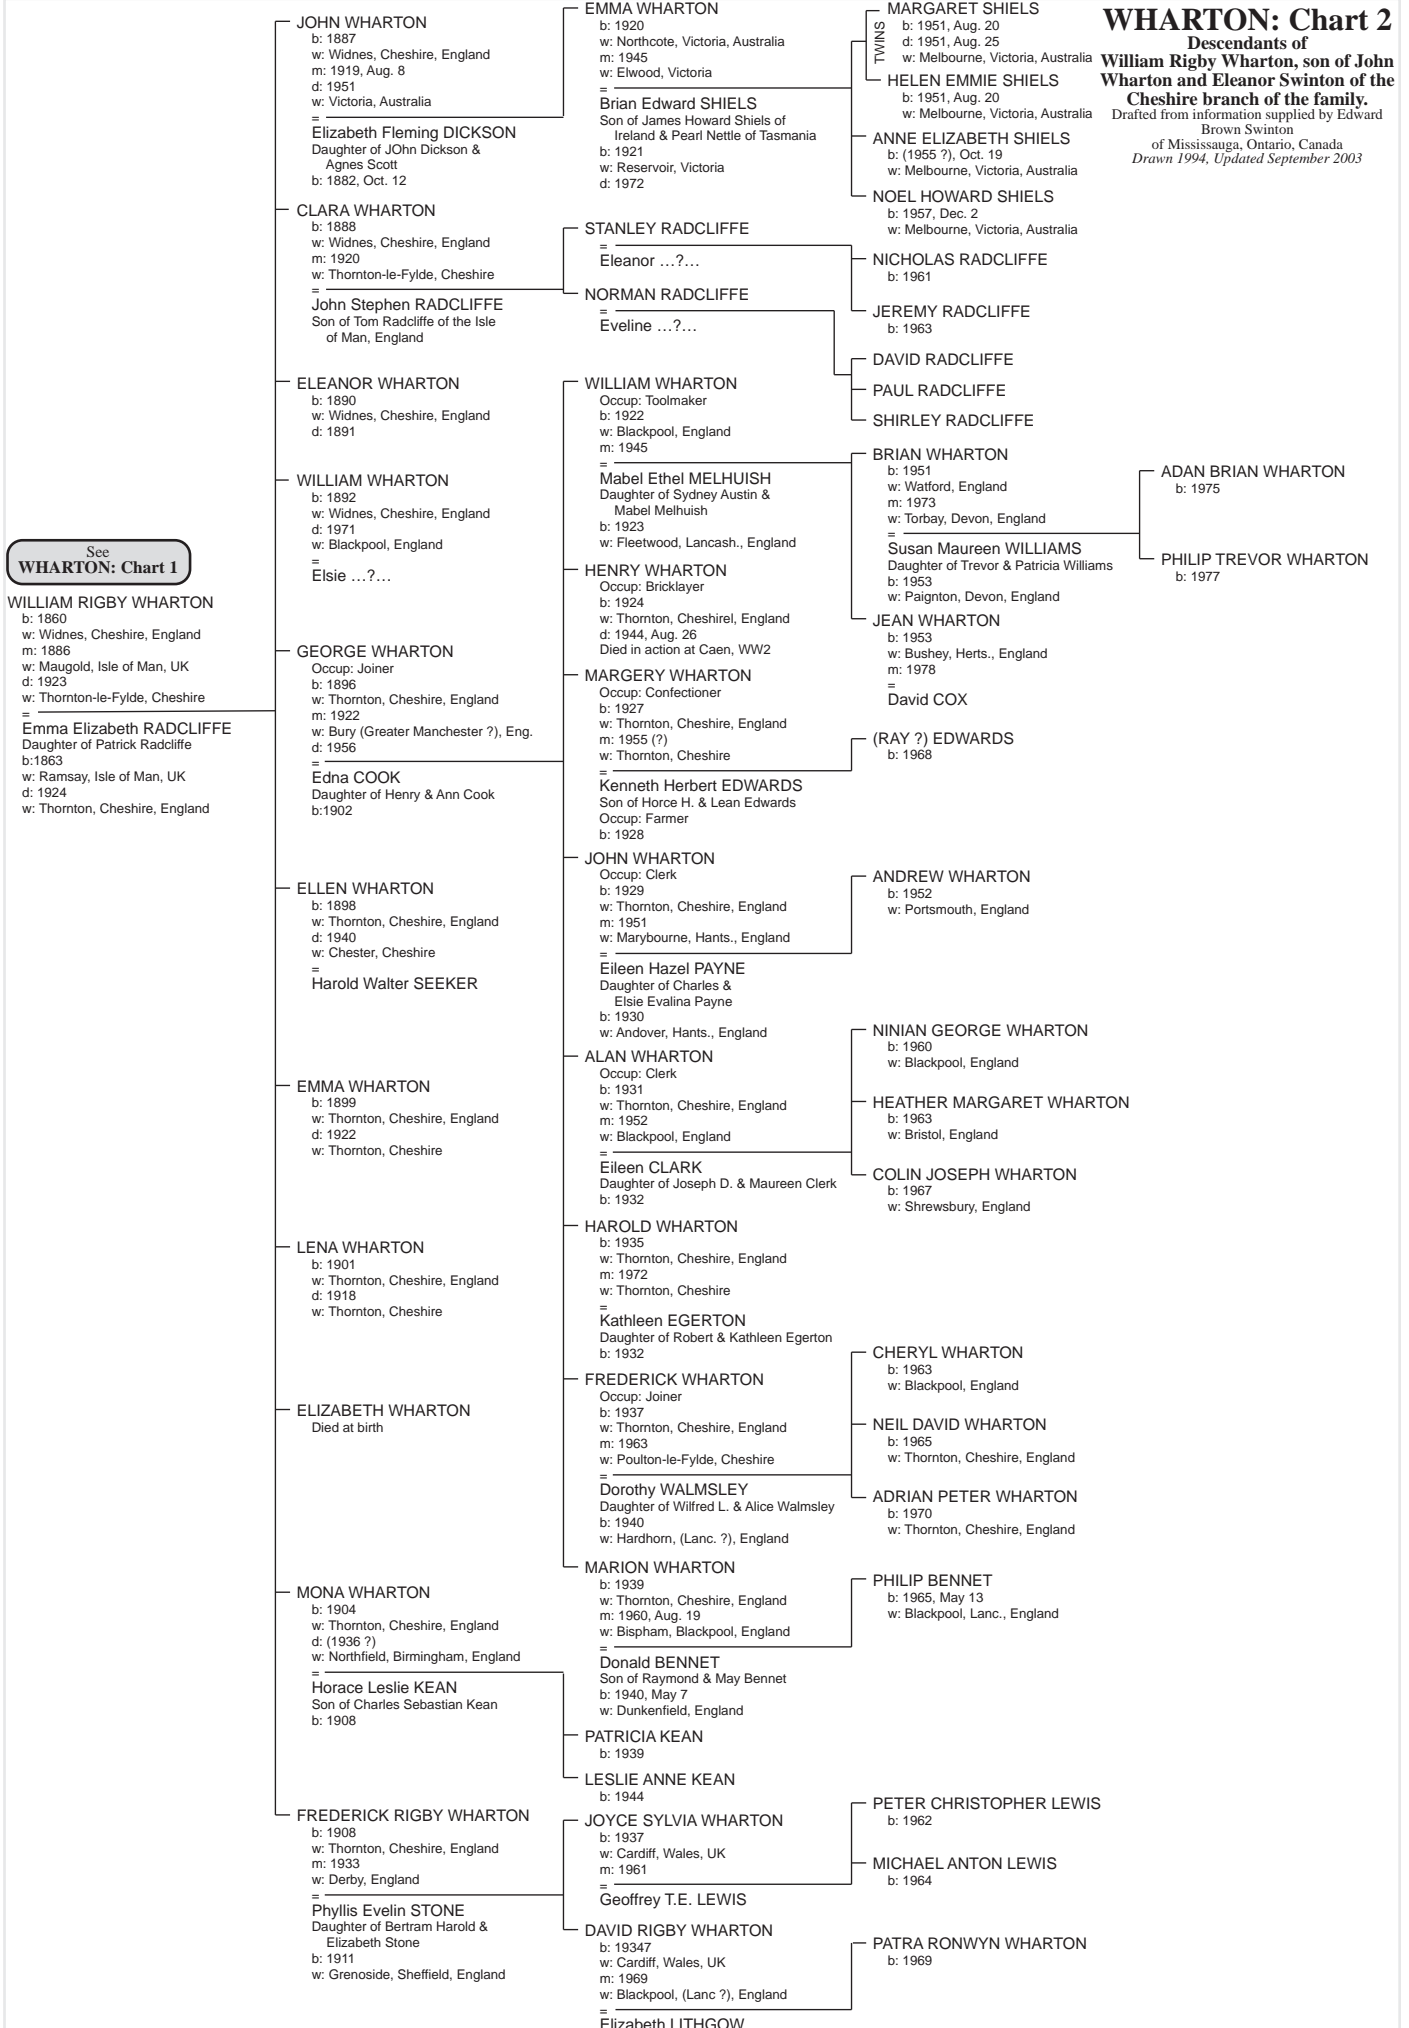 WHARTON: Chart 2
Descendants of
William Rigby Wharton, son of John
Wharton and Eleanor Swinton of the
Cheshire branch of the family.
Drafted from information supplied by Edward
Brown Swinton
of Mississauga, Ontario, Canada
Drawn 1994, Updated September 2003
See
WHARTON: Chart 1
WILLIAM RIGBY WHARTON
b: 1860
w: Widnes, Cheshire, England
m: 1886
w: Maugold, Isle of Man, UK
d: 1923
w: Thornton-le-Fylde, Cheshire
=
Emma Elizabeth RADCLIFFE
Daughter of Patrick Radcliffe
b:1863
w: Ramsay, Isle of Man, UK
d: 1924
w: Thornton, Cheshire, England
JOHN WHARTON
b: 1887
w: Widnes, Cheshire, England
m: 1919, Aug. 8
d: 1951
w: Victoria, Australia
=
Elizabeth Fleming DICKSON
Daughter of JOhn Dickson &
Agnes Scott
b: 1882, Oct. 12
CLARA WHARTON
b: 1888
w: Widnes, Cheshire, England
m: 1920
w: Thornton-le-Fylde, Cheshire
=
John Stephen RADCLIFFE
Son of Tom Radcliffe of the Isle
of Man, England
ELEANOR WHARTON
b: 1890
w: Widnes, Cheshire, England
d: 1891
WILLIAM WHARTON
b: 1892
w: Widnes, Cheshire, England
d: 1971
w: Blackpool, England
=
Elsie …?…
GEORGE WHARTON
Occup: Joiner
b: 1896
w: Thornton, Cheshire, England
m: 1922
w: Bury (Greater Manchester ?), Eng.
d: 1956
=
Edna COOK
Daughter of Henry & Ann Cook
b:1902
ELLEN WHARTON
b: 1898
w: Thornton, Cheshire, England
d: 1940
w: Chester, Cheshire
=
Harold Walter SEEKER
EMMA WHARTON
b: 1899
w: Thornton, Cheshire, England
d: 1922
w: Thornton, Cheshire
LENA WHARTON
b: 1901
w: Thornton, Cheshire, England
d: 1918
w: Thornton, Cheshire
ELIZABETH WHARTON
Died at birth
MONA WHARTON
b: 1904
w: Thornton, Cheshire, England
d: (1936 ?)
w: Northfield, Birmingham, England
=
Horace Leslie KEAN
Son of Charles Sebastian Kean
b: 1908
FREDERICK RIGBY WHARTON
b: 1908
w: Thornton, Cheshire, England
m: 1933
w: Derby, England
=
Phyllis Evelin STONE
Daughter of Bertram Harold &
Elizabeth Stone
b: 1911
w: Grenoside, Sheffield, England
EMMA WHARTON
b: 1920
w: Northcote, Victoria, Australia
m: 1945
w: Elwood, Victoria
=
Brian Edward SHIELS
Son of James Howard Shiels of
Ireland & Pearl Nettle of Tasmania
b: 1921
w: Reservoir, Victoria
d: 1972
STANLEY RADCLIFFE
=
Eleanor …?…
NORMAN RADCLIFFE
=
Eveline …?…
WILLIAM WHARTON
Occup: Toolmaker
b: 1922
w: Blackpool, England
m: 1945
=
Mabel Ethel MELHUISH
Daughter of Sydney Austin &
Mabel Melhuish
b: 1923
w: Fleetwood, Lancash., England
HENRY WHARTON
Occup: Bricklayer
b: 1924
w: Thornton, Cheshirel, England
d: 1944, Aug. 26
Died in action at Caen, WW2
MARGERY WHARTON
Occup: Confectioner
b: 1927
w: Thornton, Cheshire, England
m: 1955 (?)
w: Thornton, Cheshire
=
Kenneth Herbert EDWARDS
Son of Horce H. & Lean Edwards
Occup: Farmer
b: 1928
JOHN WHARTON
Occup: Clerk
b: 1929
w: Thornton, Cheshire, England
m: 1951
w: Marybourne, Hants., England
=
Eileen Hazel PAYNE
Daughter of Charles &
Elsie Evalina Payne
b: 1930
w: Andover, Hants., England
ALAN WHARTON
Occup: Clerk
b: 1931
w: Thornton, Cheshire, England
m: 1952
w: Blackpool, England
=
Eileen CLARK
Daughter of Joseph D. & Maureen Clerk
b: 1932
HAROLD WHARTON
b: 1935
w: Thornton, Cheshire, England
m: 1972
w: Thornton, Cheshire
=
Kathleen EGERTON
Daughter of Robert & Kathleen Egerton
b: 1932
FREDERICK WHARTON
Occup: Joiner
b: 1937
w: Thornton, Cheshire, England
m: 1963
w: Poulton-le-Fylde, Cheshire
=
Dorothy WALMSLEY
Daughter of Wilfred L. & Alice Walmsley
b: 1940
w: Hardhorn, (Lanc. ?), England
MARION WHARTON
b: 1939
w: Thornton, Cheshire, England
m: 1960, Aug. 19
w: Bispham, Blackpool, England
=
Donald BENNET
Son of Raymond & May Bennet
b: 1940, May 7
w: Dunkenfield, England
PATRICIA KEAN
b: 1939
LESLIE ANNE KEAN
b: 1944
JOYCE SYLVIA WHARTON
b: 1937
w: Cardiff, Wales, UK
m: 1961
=
Geoffrey T.E. LEWIS
DAVID RIGBY WHARTON
b: 19347
w: Cardiff, Wales, UK
m: 1969
w: Blackpool, (Lanc ?), England
=
Elizabeth LITHGOW
TWINS
MARGARET SHIELS
b: 1951, Aug. 20
d: 1951, Aug. 25
w: Melbourne, Victoria, Australia
HELEN EMMIE SHIELS
b: 1951, Aug. 20
w: Melbourne, Victoria, Australia
ANNE ELIZABETH SHIELS
b: (1955 ?), Oct. 19
w: Melbourne, Victoria, Australia
NOEL HOWARD SHIELS
b: 1957, Dec. 2
w: Melbourne, Victoria, Australia
NICHOLAS RADCLIFFE
b: 1961
JEREMY RADCLIFFE
b: 1963
DAVID RADCLIFFE
PAUL RADCLIFFE
SHIRLEY RADCLIFFE
BRIAN WHARTON
b: 1951
w: Watford, England
m: 1973
w: Torbay, Devon, England
=
Susan Maureen WILLIAMS
Daughter of Trevor & Patricia Williams
b: 1953
w: Paignton, Devon, England
JEAN WHARTON
b: 1953
w: Bushey, Herts., England
m: 1978
=
David COX
(RAY ?) EDWARDS
b: 1968
ANDREW WHARTON
b: 1952
w: Portsmouth, England
NINIAN GEORGE WHARTON
b: 1960
w: Blackpool, England
HEATHER MARGARET WHARTON
b: 1963
w: Bristol, England
COLIN JOSEPH WHARTON
b: 1967
w: Shrewsbury, England
CHERYL WHARTON
b: 1963
w: Blackpool, England
NEIL DAVID WHARTON
b: 1965
w: Thornton, Cheshire, England
ADRIAN PETER WHARTON
b: 1970
w: Thornton, Cheshire, England
PHILIP BENNET
b: 1965, May 13
w: Blackpool, Lanc., England
PETER CHRISTOPHER LEWIS
b: 1962
MICHAEL ANTON LEWIS
b: 1964
PATRA RONWYN WHARTON
b: 1969
ADAN BRIAN WHARTON
b: 1975
PHILIP TREVOR WHARTON
b: 1977